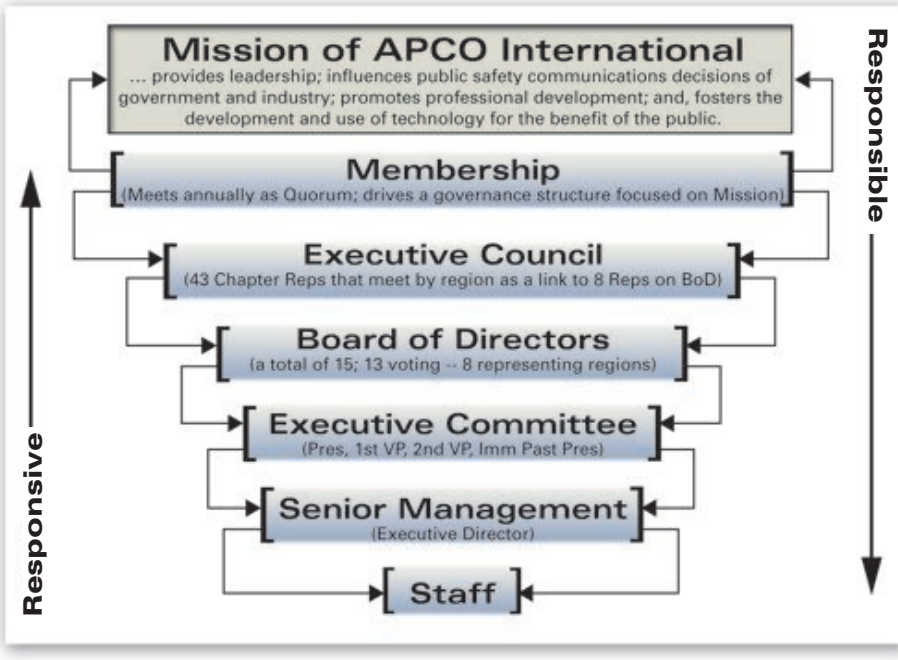 Mission of APCO International
... provides leadership; influences public safety communications decisions of
government and industry; promotes professional development; and, fosters the
development and use of technology for the benefit of the public.
Membership
(Meets annually as Quorum; drives a governance structure focused on Mission)
Executive Council
(43 Chapter Reps that meet by region as a link to 8 Reps on BoD)
Board of Directors
(a total of 15; 13 voting -- 8 representing regions)
Executive Committee
(Pres, 1st VP, 2nd VP, Imm Past Pres)
Senior Management
(Executive Director)
Staff
Responsive
Responsible